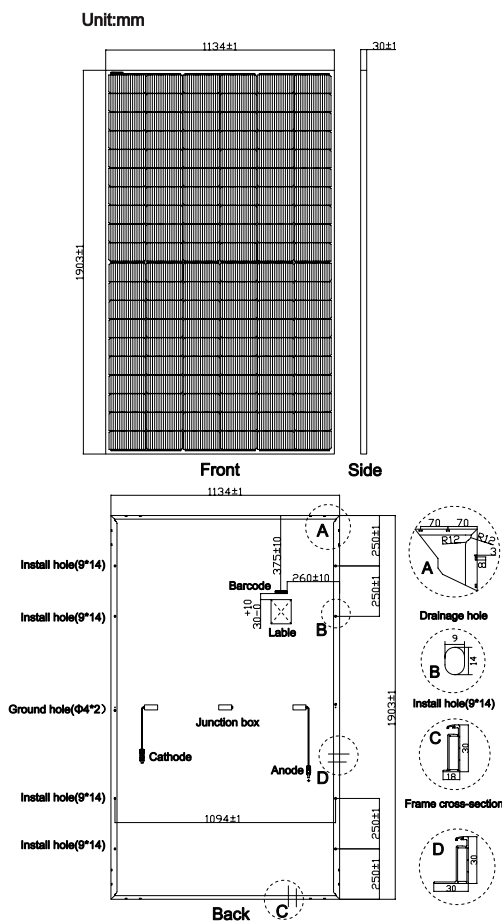 Unit:mm
1134±1
30±1
1903±1
Front
Side
1134±1
A
375±10
250±1
Install hole(9*14)
Barcode
260±10
250±1
+10
30-0
Install hole(9*14)
Lable
B
Ground hole(Φ4*2)
Junction box
1903±1
Cathode
Anode
D
Install hole(9*14)
1094±1
250±1
Install hole(9*14)
250±1
C
Back
70
70
R12
R12
3
8
A
Drainage hole
9
B
14
Install hole(9*14)
C
30
18
Frame cross-section
D
30
30